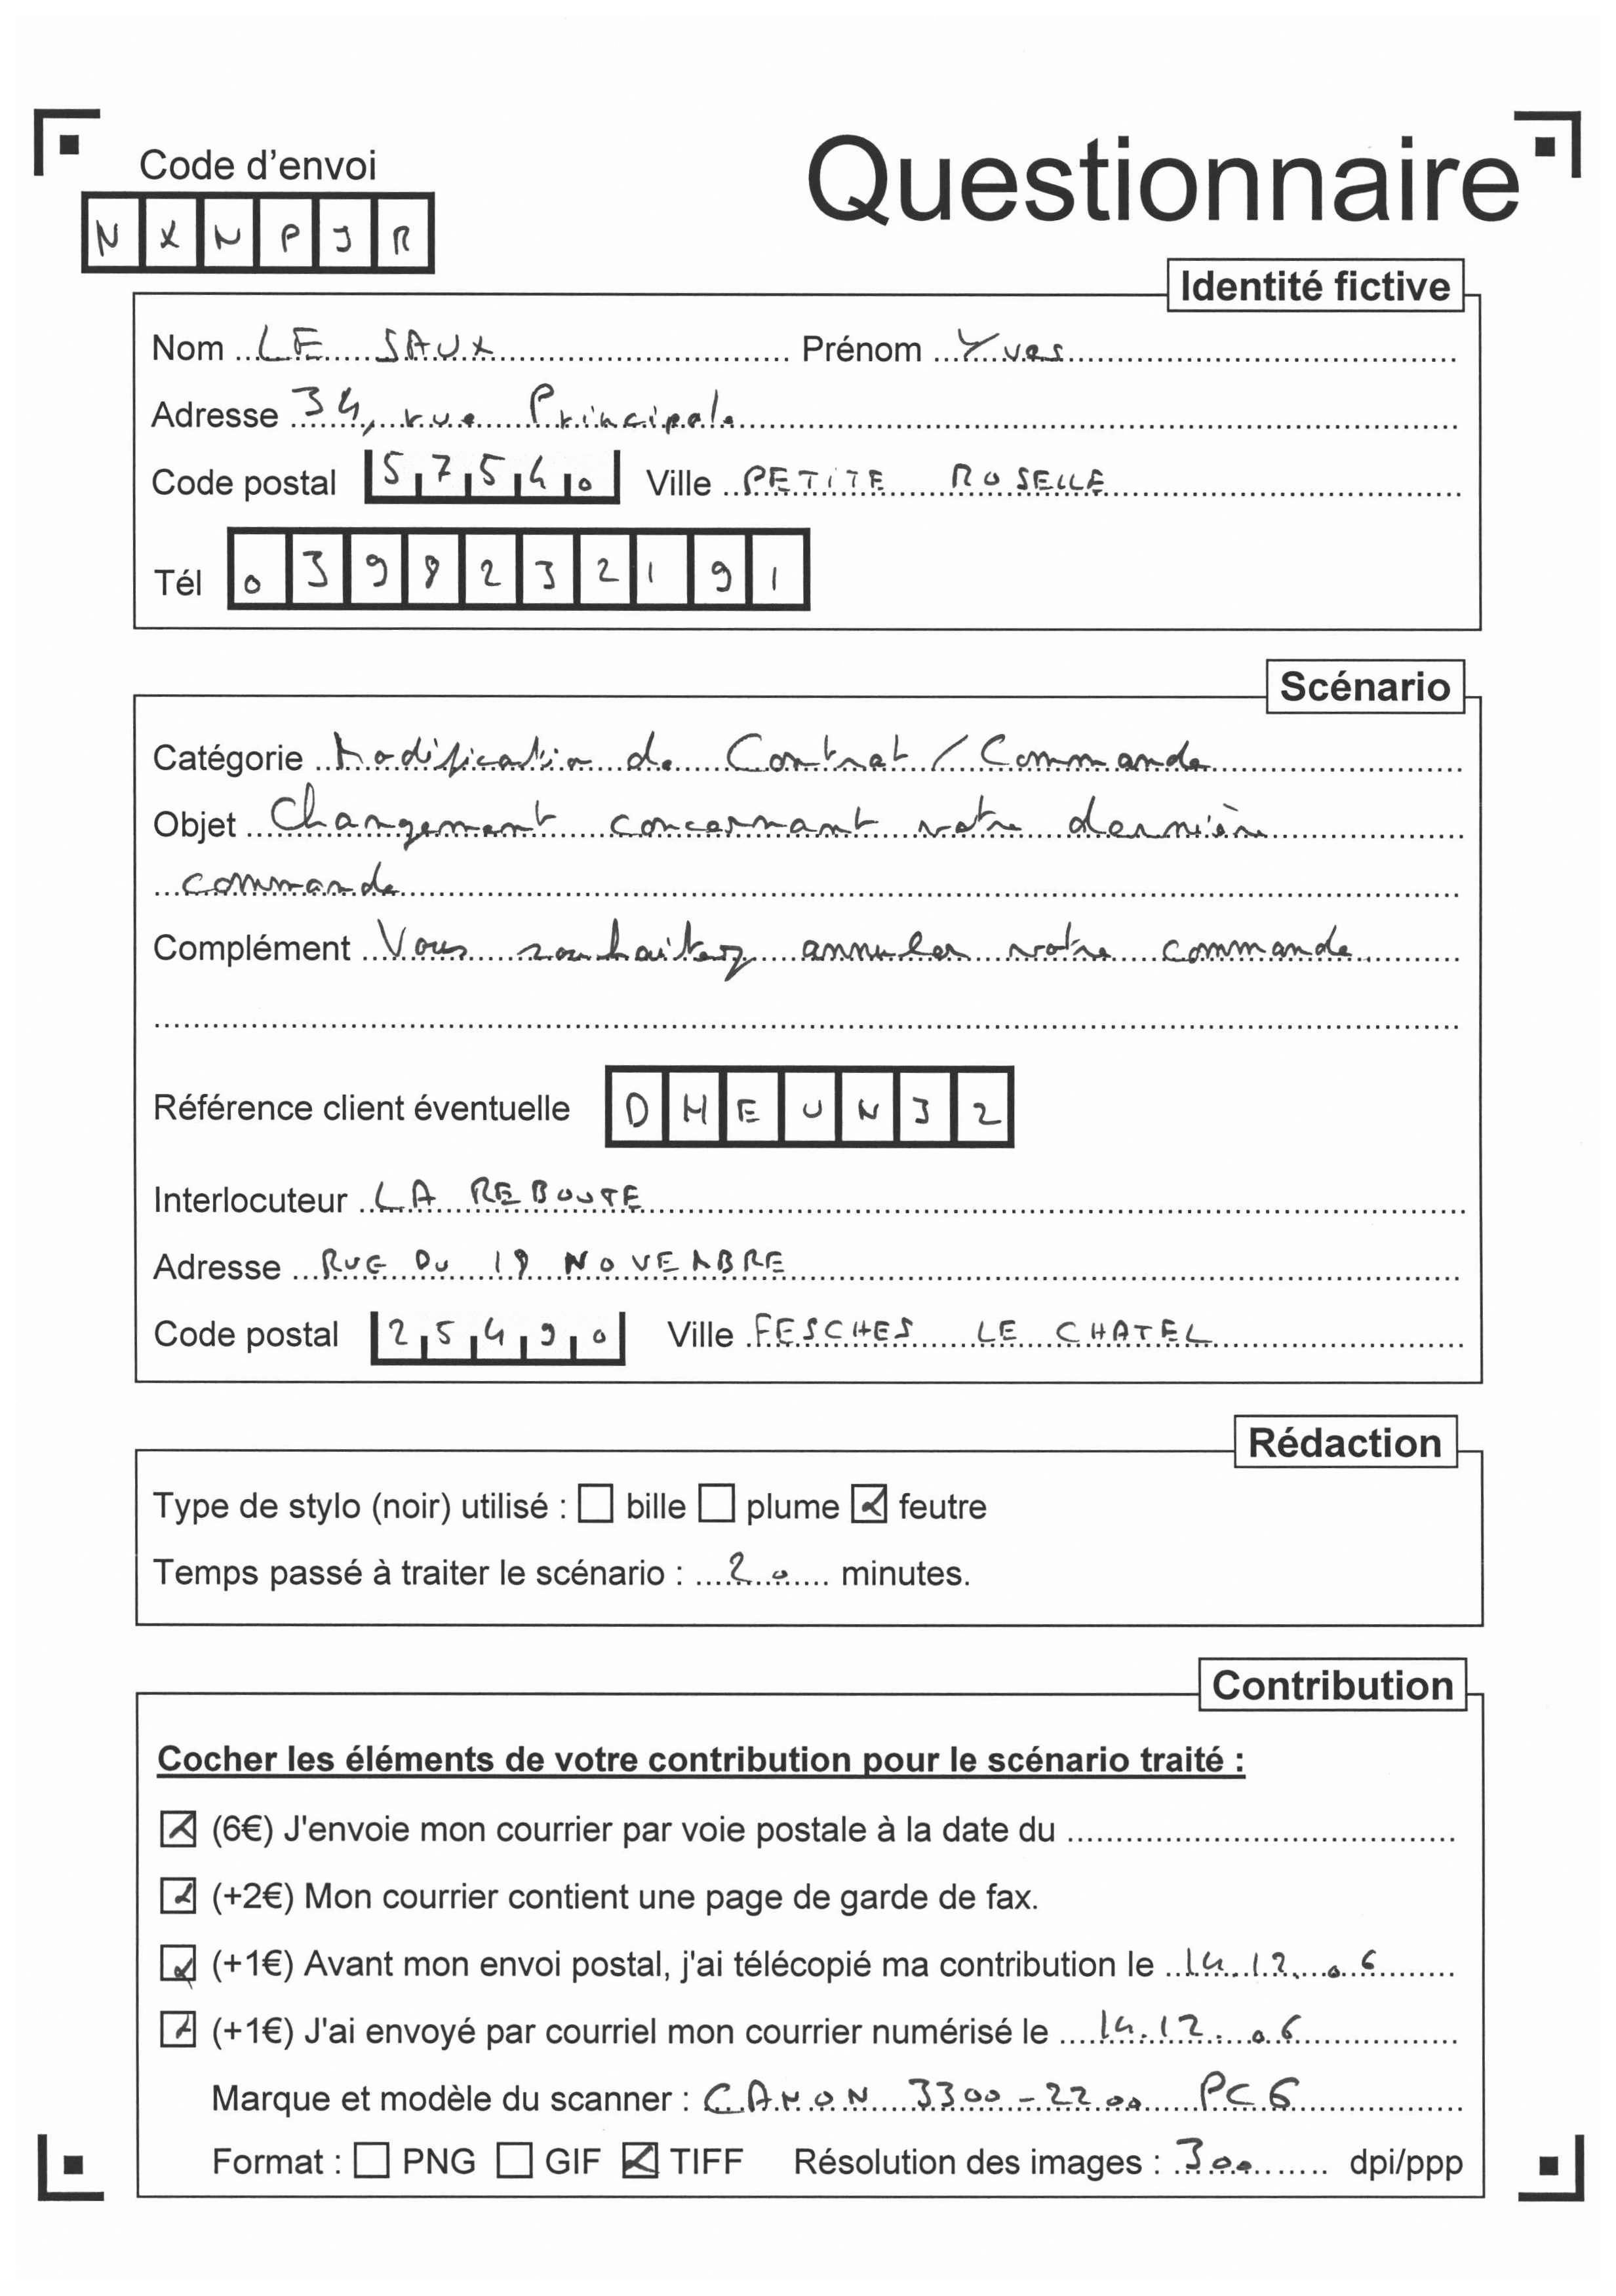 Code d'envoi
Questionnaire
N X N P J R
Identité fictive
Nom LE SAUX Prénom Yves
Adresse 34, rue Principale
Code postal 57540 Ville PETITE ROSELLE
Tél 0398232191
Scénario
Catégorie Modification de Contrat / Commande
Objet Changement concernant votre dernière
commande
Complément Vous souhaitez annuler votre commande.
Référence client éventuelle DHEUN32
Interlocuteur LA REBOUTE
Adresse RUE DU 18 NOVEMBRE
Code postal 25490 Ville FESCHES LE CHATEL
Rédaction
Type de stylo (noir) utilisé : bille plume feutre
Temps passé à traiter le scénario : 20 minutes.
Contribution
Cocher les éléments de votre contribution pour le scénario traité :
(6€) J'envoie mon courrier par voie postale à la date du
(+2€) Mon courrier contient une page de garde de fax.
(+1€) Avant mon envoi postal, j'ai télécopié ma contribution le 14.12.06
(+1€) J'ai envoyé par courriel mon courrier numérisé le 14.12.06
Marque et modèle du scanner : CANON 3300-2200 PC6
Format : PNG GIF TIFF Résolution des images : 300 dpi/ppp